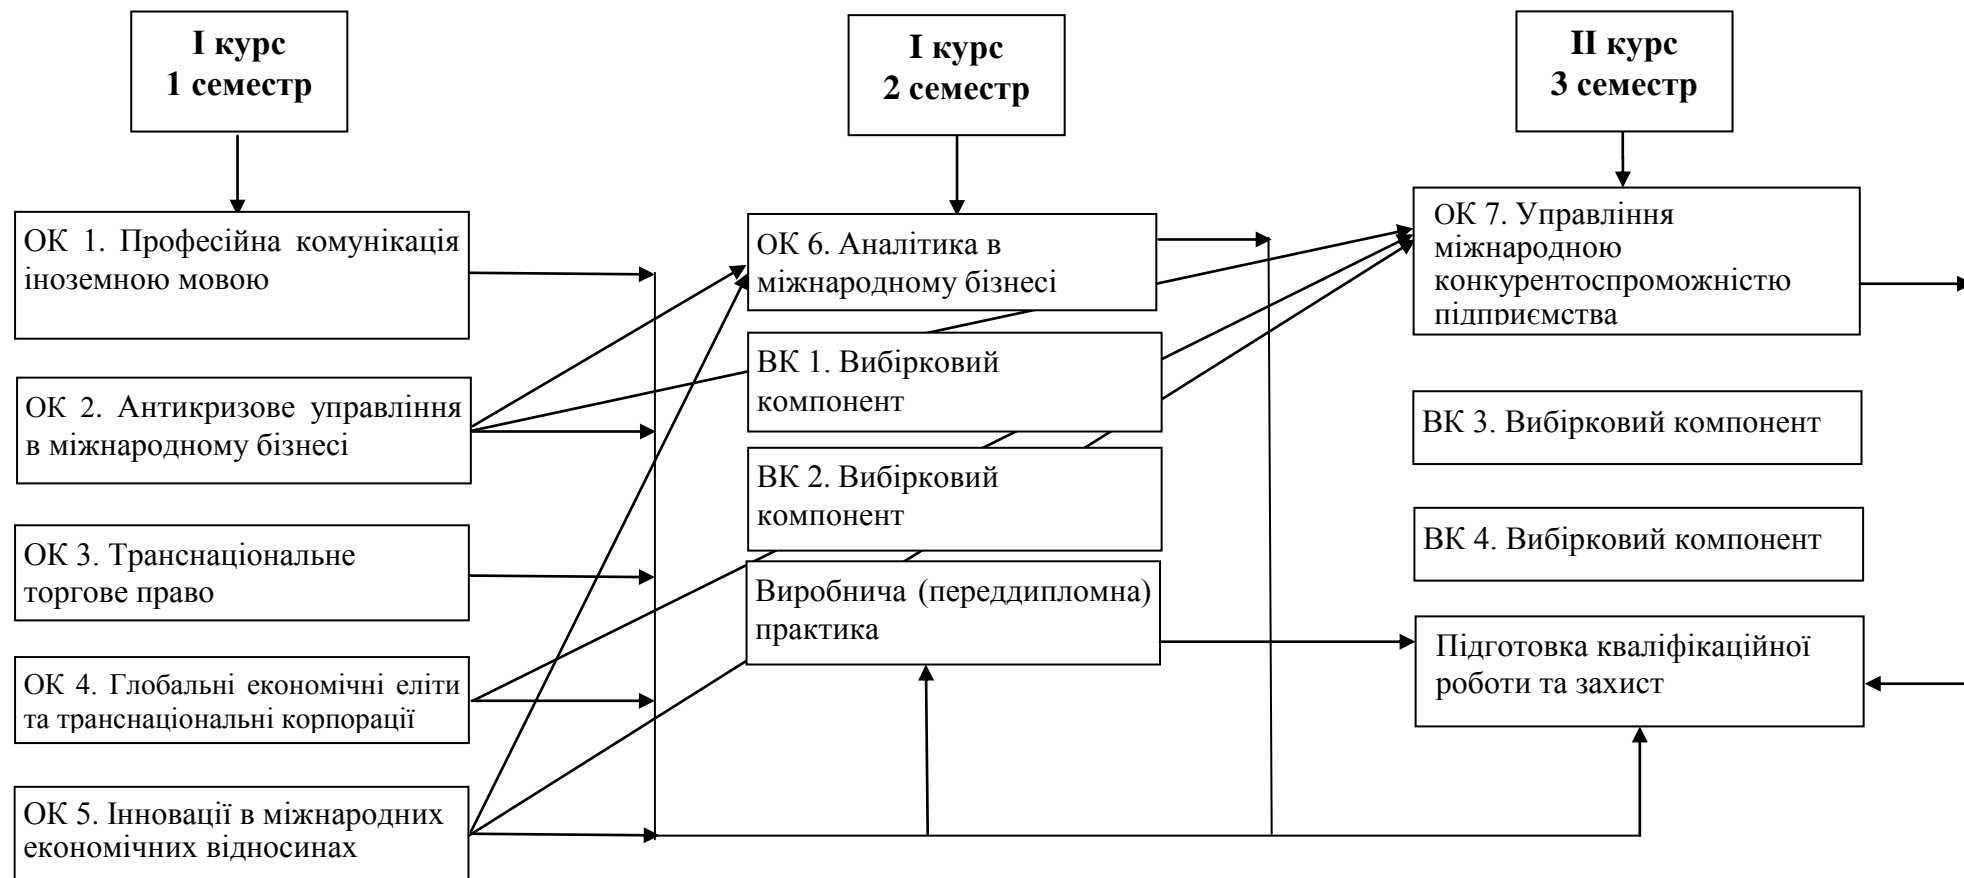 І курс
1 семестр
ОК 1. Професійна комунікація
іноземною мовою
ОК 2. Антикризове управління
в міжнародному бізнесі
ОК 3. Транснаціональне
торгове право
ОК 4. Глобальні економічні еліти
та транснаціональні корпорації
ОК 5. Інновації в міжнародних
економічних відносинах
І курс
2 семестр
ОК 6. Аналітика в
міжнародному бізнесі
ВК 1. Вибірковий
компонент
ВК 2. Вибірковий
компонент
Виробнича (переддипломна)
практика
ІІ курс
3 семестр
ОК 7. Управління
міжнародною
конкурентоспроможністю
підприємства
ВК 3. Вибірковий компонент
ВК 4. Вибірковий компонент
Підготовка кваліфікаційної
роботи та захист